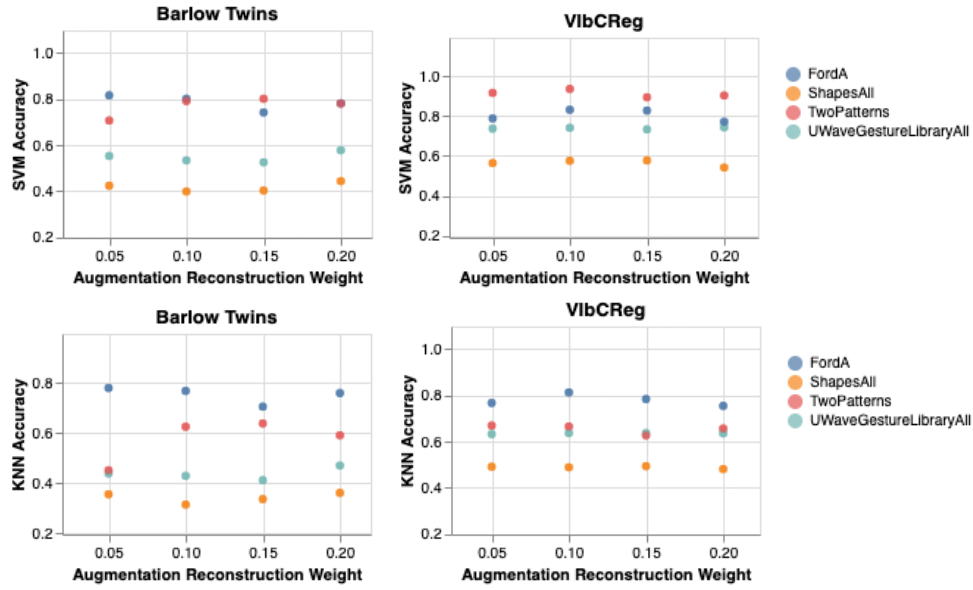 Barlow Twins
1.0
0.8
0.6
0.4
0.2
SVM Accuracy
0.05 0.10 0.15 0.20
Augmentation Reconstruction Weight
VIbCReg
1.0
0.8
0.6
0.4
0.2
SVM Accuracy
0.05 0.10 0.15 0.20
Augmentation Reconstruction Weight
FordA
ShapesAll
TwoPatterns
UWaveGestureLibraryAll
Barlow Twins
0.8
0.6
0.4
0.2
KNN Accuracy
0.05 0.10 0.15 0.20
Augmentation Reconstruction Weight
VIbCReg
1.0
0.8
0.6
0.4
0.2
KNN Accuracy
0.05 0.10 0.15 0.20
Augmentation Reconstruction Weight
FordA
ShapesAll
TwoPatterns
UWaveGestureLibraryAll